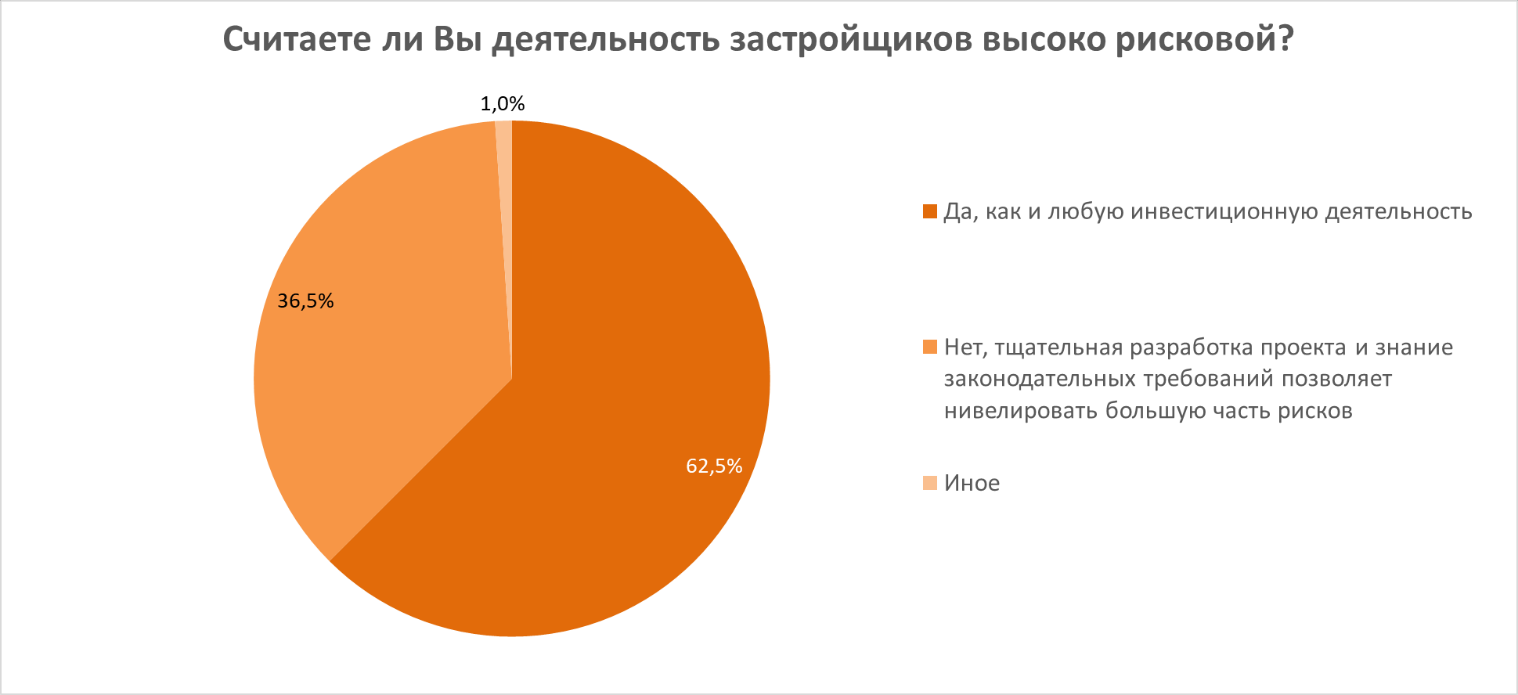 Считаете ли Вы деятельность застройщиков высоко рисковой?
1,0%
36,5%
62,5%
Да, как и любую инвестиционную деятельность
Нет, тщательная разработка проекта и знание
законодательных требований позволяет
нивелировать большую часть рисков
Иное